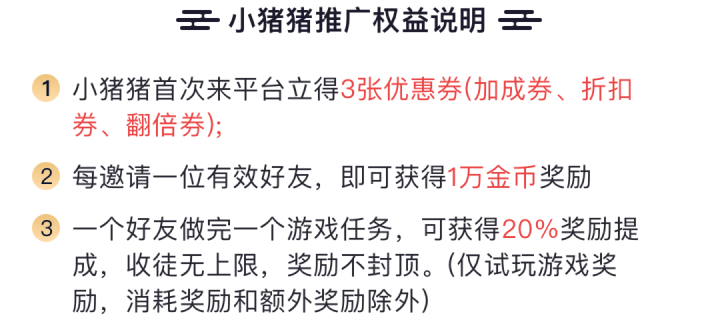 小猪猪推广权益说明
1 小猪猪首次来平台立得3张优惠券(加成券、折扣
券、翻倍券);
2 每邀请一位有效好友，即可获得1万金币奖励
3 一个好友做完一个游戏任务，可获得20%奖励提
成，收徒无上限，奖励不封顶。(仅试玩游戏奖
励，消耗奖励和额外奖励除外)